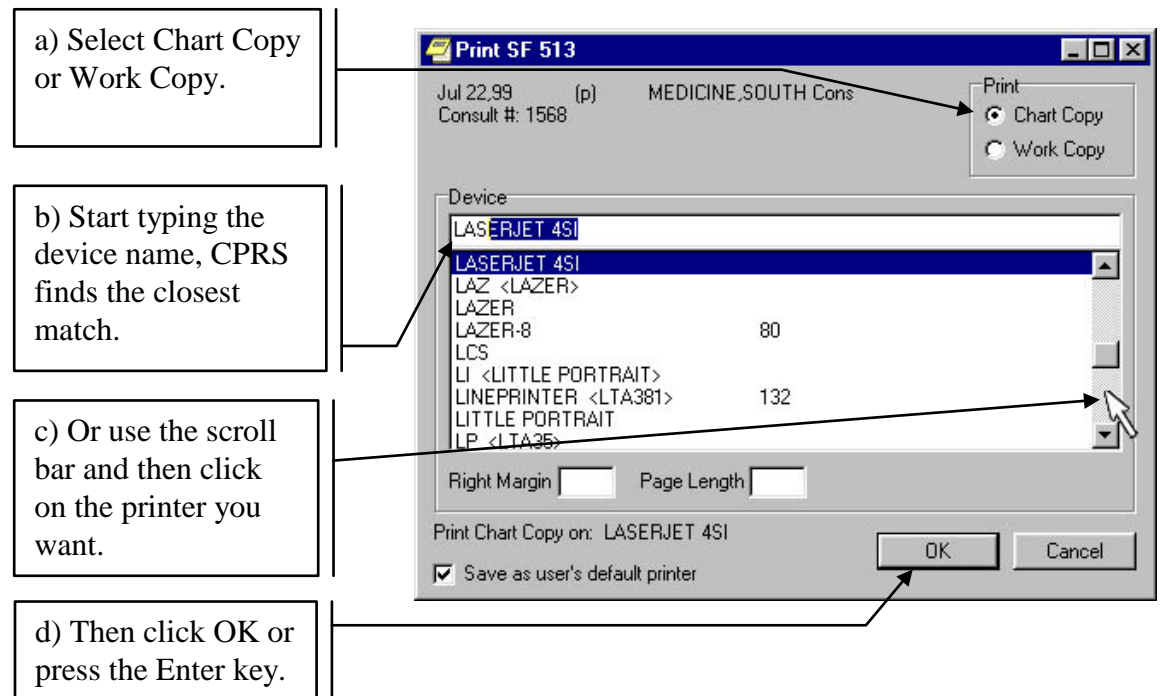 a) Select Chart Copy
or Work Copy.
b) Start typing the
device name, CPRS
finds the closest
match.
c) Or use the scroll
bar and then click
on the printer you
want.
d) Then click OK or
press the Enter key.
Print SF 513
Jul 22,99 (p) MEDICINE,SOUTH Cons
Consult #: 1568
Print
Chart Copy
Work Copy
Device
LASERJET 4SI
LASERJET 4SI
LAZ <LAZER>
LAZER
LAZER-8 80
LCS
LI <LITTLE PORTRAIT>
LINEPRINTER <LTA381> 132
LITTLE PORTRAIT
LP <LTA35>
Right Margin Page Length
Print Chart Copy on: LASERJET 4SI
Save as user's default printer
OK Cancel